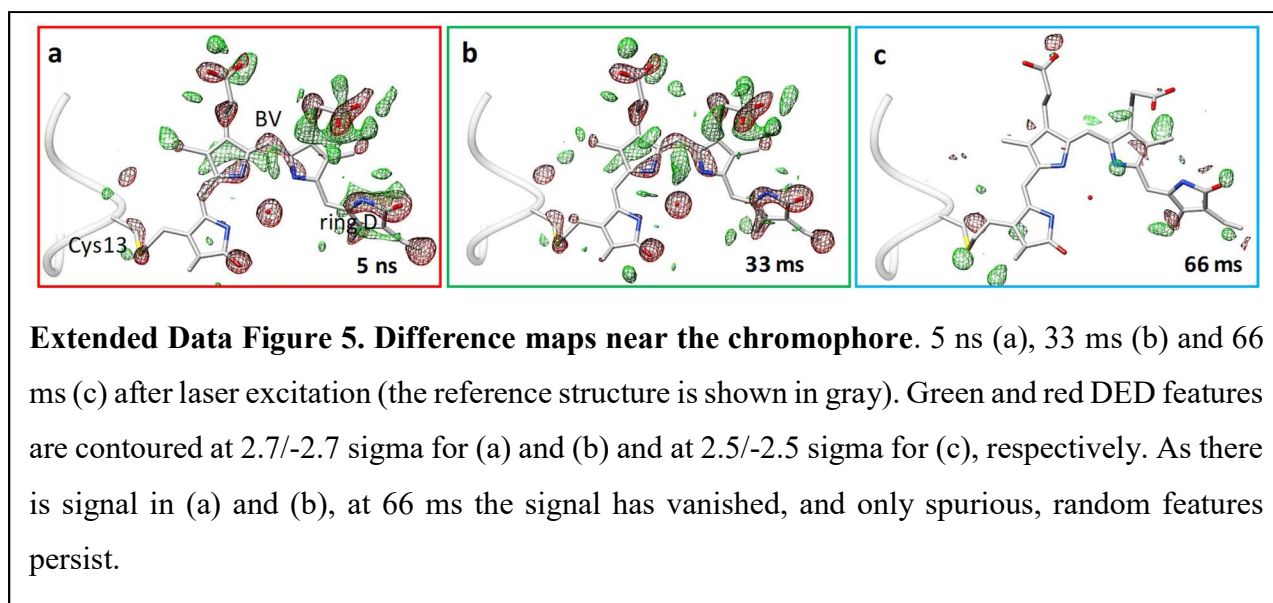 a
BV
Cys13
ring D
5 ns
b
33 ms
c
66 ms
Extended Data Figure 5. Difference maps near the chromophore. 5 ns (a), 33 ms (b) and 66
ms (c) after laser excitation (the reference structure is shown in gray). Green and red DED features
are contoured at 2.7/-2.7 sigma for (a) and (b) and at 2.5/-2.5 sigma for (c), respectively. As there
is signal in (a) and (b), at 66 ms the signal has vanished, and only spurious, random features
persist.